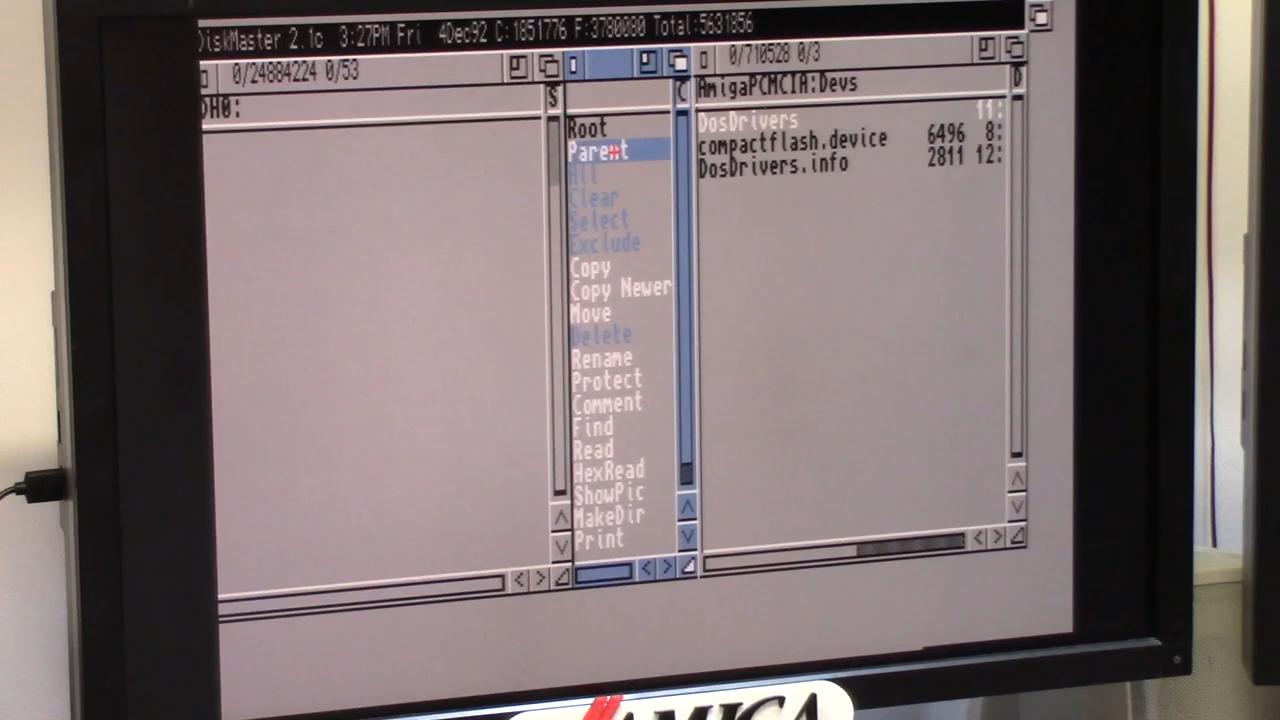 DiskMaster 2.1c 3:27PM Fri 4Dec92 C:1851776 F:3780080 Total:5631856
0/24884224 0/53
DH0:
S
C
Root
Parent
All
Clear
Select
Exclude
Copy
Copy Newer
Move
Delete
Rename
Protect
Comment
Find
Read
HexRead
ShowPic
MakeDir
Print
0/710528 0/3
AmigaPCMCIA:Devs
D
DosDrivers 11:
compactflash.device 6496 8:
DosDrivers.info 2811 12:
AMIGA